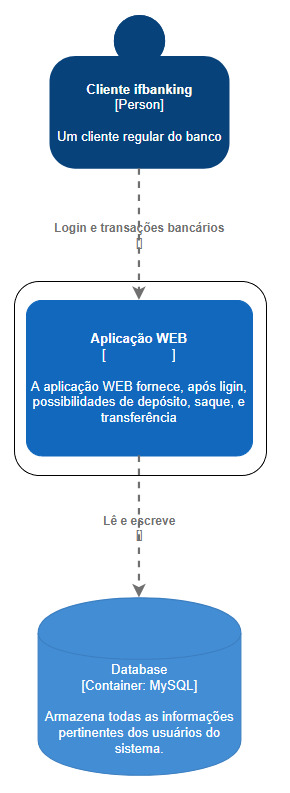 Cliente ifbanking
[Person]
Um cliente regular do banco
Login e transações bancários
[]
Aplicação WEB
[ ]
A aplicação WEB fornece, após ligin,
possibilidades de depósito, saque, e
transferência
Lê e escreve
[]
Database
[Container: MySQL]
Armazena todas as informações
pertinentes dos usuários do
sistema.